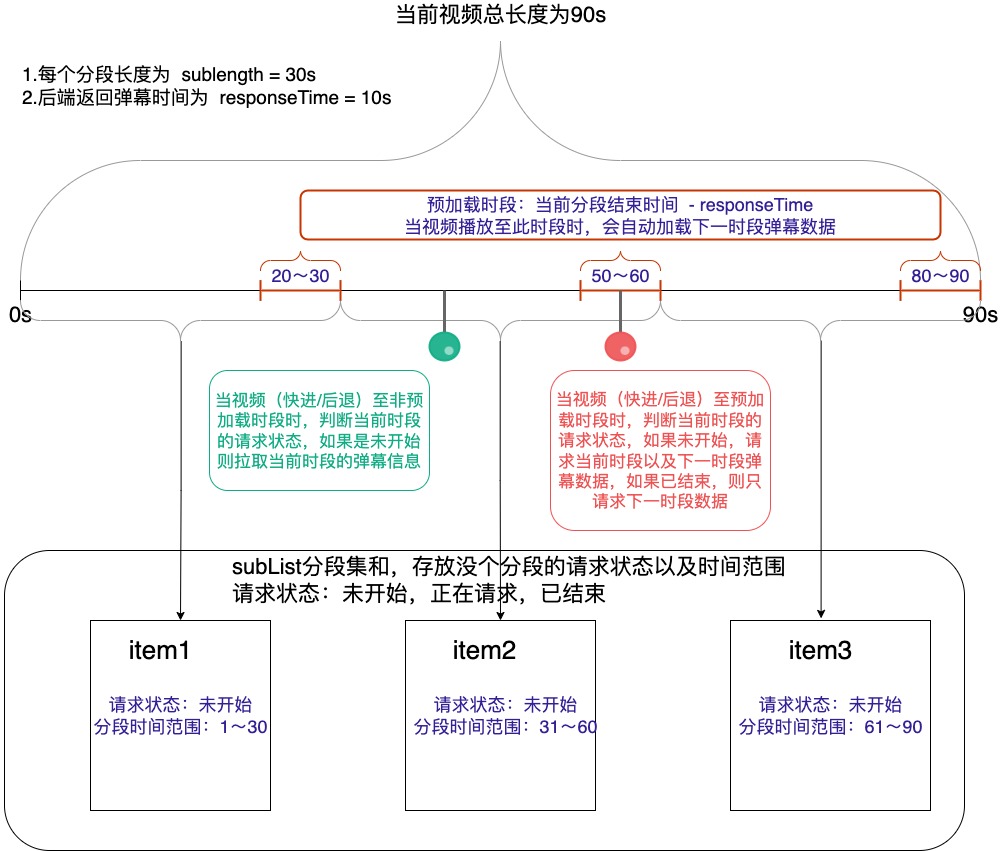 当前视频总长度为90s
1.每个分段长度为 sublength = 30s
2.后端返回弹幕时间为 responseTime = 10s
预加载时段：当前分段结束时间 - responseTime
当视频播放至此时段时，会自动加载下一时段弹幕数据
20～30
50～60
80～90
0s
90s
当视频（快进/后退）至非预
加载时段时，判断当前时段
的请求状态，如果是未开始
则拉取当前时段的弹幕信息
当视频（快进/后退）至预加
载时段时，判断当前时段的
请求状态，如果未开始，请
求当前时段以及下一时段弹
幕数据，如果已结束，则只
请求下一时段数据
subList分段集和，存放没个分段的请求状态以及时间范围
请求状态：未开始，正在请求，已结束
item1
请求状态：未开始
分段时间范围：1～30
item2
请求状态：未开始
分段时间范围：31～60
item3
请求状态：未开始
分段时间范围：61～90